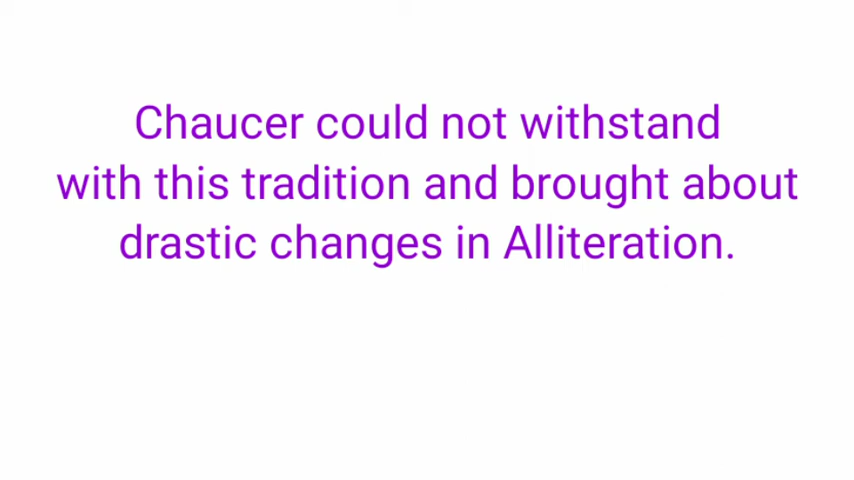 Chaucer could not withstand
with this tradition and brought about
drastic changes in Alliteration.